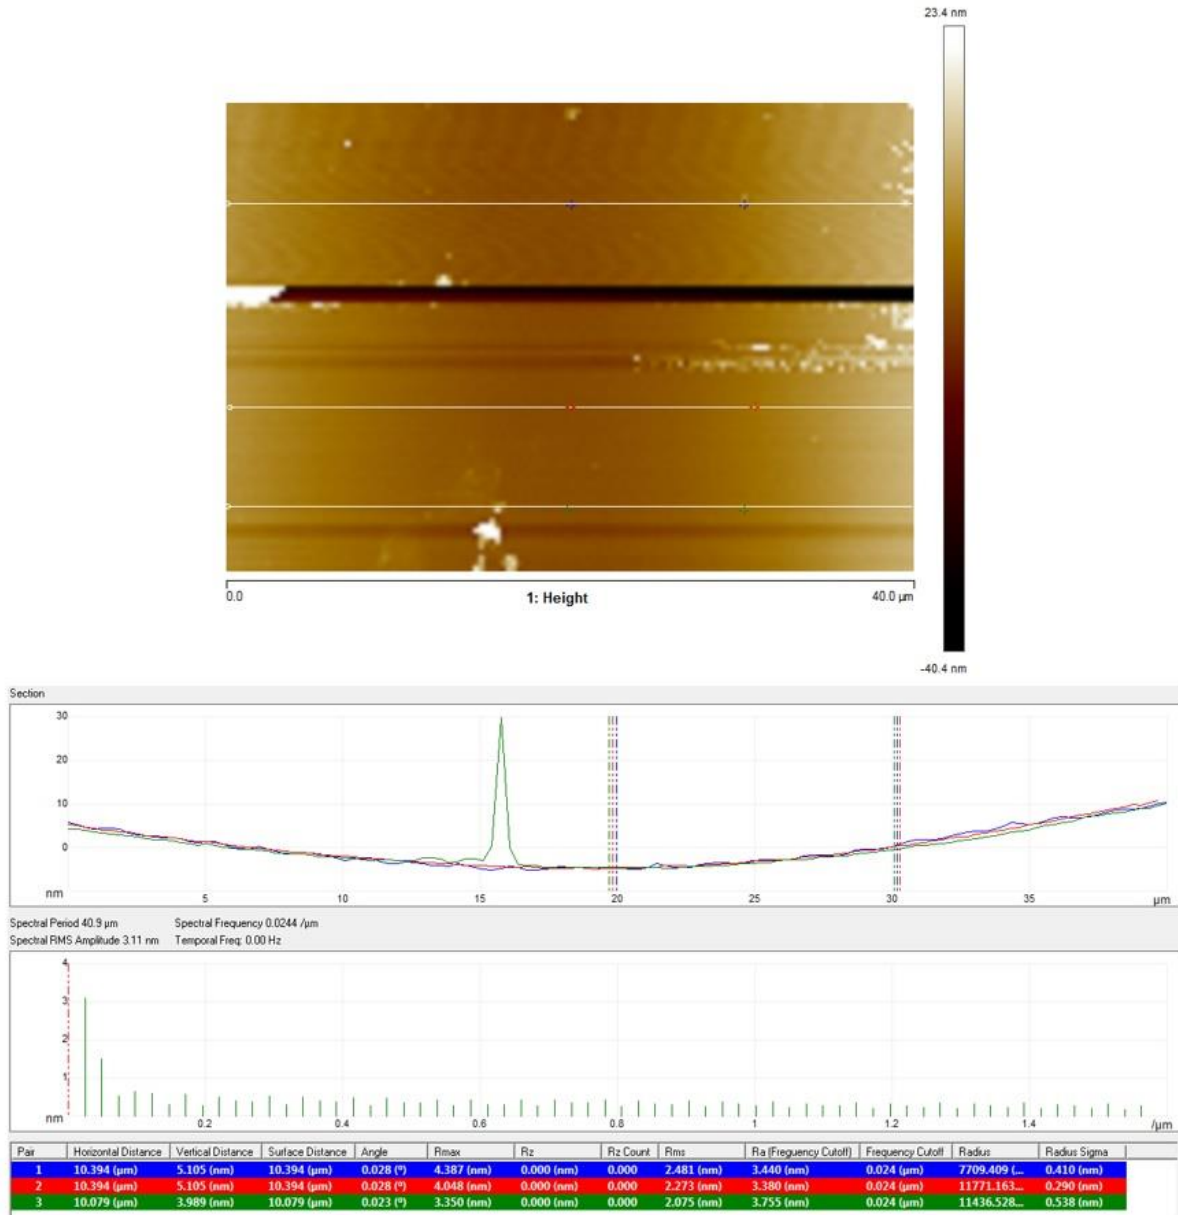 23.4 nm
0.0 1: Height 40.0 µm
-40.4 nm
Section
30
20
10
0
nm 5 10 15 20 25 30 35 µm
Spectral Period 40.9 µm Spectral Frequency 0.0244 /µm
Spectral RMS Amplitude 3.11 nm Temporal Freq: 0.00 Hz
4
3
2
1
nm 0.2 0.4 0.6 0.8 1 1.2 1.4 /µm
Pair Horizontal Distance Vertical Distance Surface Distance Angle Rmax Rz Rz Count Rms Ra (Freguency Cutoff) Frequency Cutoff Radius Radius Sigma
1 10.394 (µm) 5.105 (nm) 10.394 (µm) 0.028 (º) 4.387 (nm) 0.000 (nm) 0.000 2.481 (nm) 3.440 (nm) 0.024 (µm) 7709.409 (... 0.410 (nm)
2 10.394 (µm) 5.105 (nm) 10.394 (µm) 0.028 (º) 4.048 (nm) 0.000 (nm) 0.000 2.273 (nm) 3.380 (nm) 0.024 (µm) 11771.163... 0.290 (nm)
3 10.079 (µm) 3.989 (nm) 10.079 (µm) 0.023 (º) 3.350 (nm) 0.000 (nm) 0.000 2.075 (nm) 3.755 (nm) 0.024 (µm) 11436.528... 0.538 (nm)